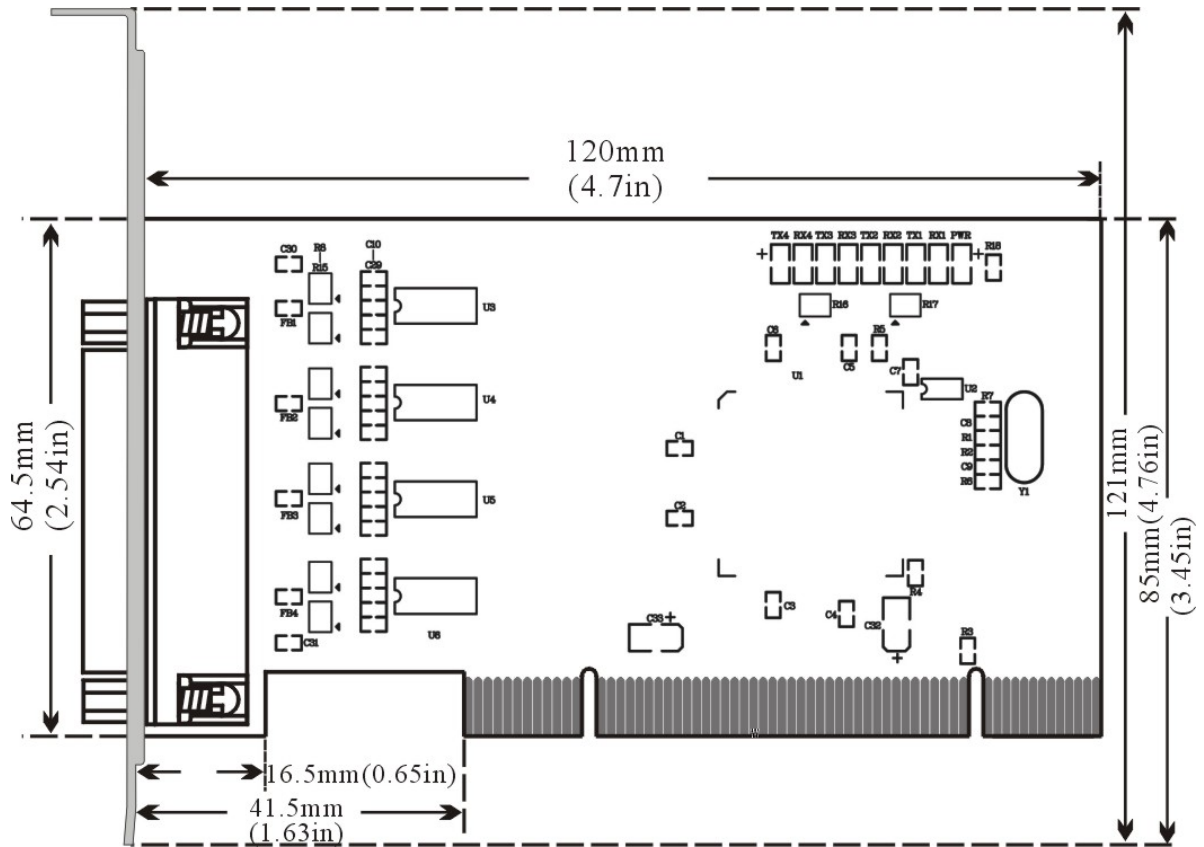 120mm
(4.7in)
TX4 RX4 TX3 RX3 TX2 RX2 TX1 RX1 PWR
+ +
R18
C30
R8
R15
C10
C29
U3
FB1
R16
R17
C6
C5
R5
U1
C7
U2
U4
FB2
R7
C8
R1
R2
C9
R6
Y1
C1
U5
FB3
C2
R4
FB4
C31
U6
C33 +
C3
C4
C32
+
R3
64.5mm
(2.54in)
121mm
(4.76in)
85mm
(3.45in)
16.5mm(0.65in)
41.5mm
(1.63in)